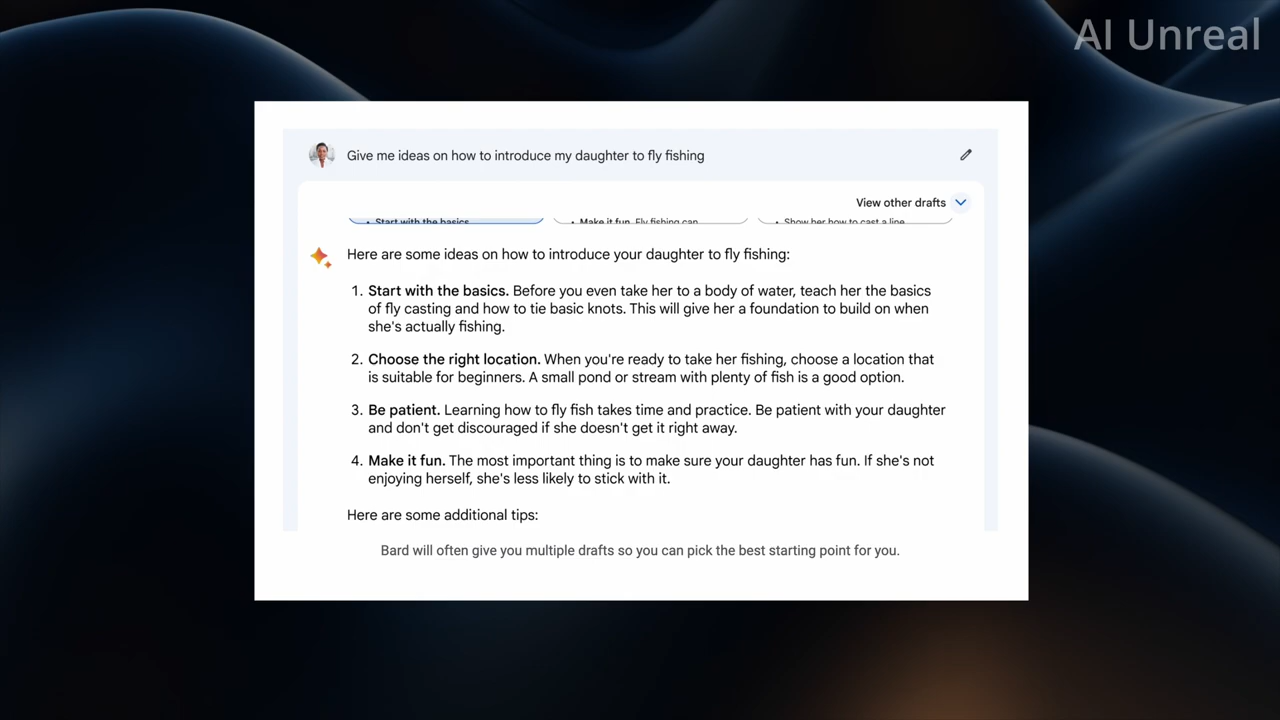 AI Unreal
Give me ideas on how to introduce my daughter to fly fishing
View other drafts
• Start with the basics
• Make it fun. Fly fishing can
• Show her how to cast a line
Here are some ideas on how to introduce your daughter to fly fishing:
1. Start with the basics. Before you even take her to a body of water, teach her the basics
of fly casting and how to tie basic knots. This will give her a foundation to build on when
she's actually fishing.
2. Choose the right location. When you're ready to take her fishing, choose a location that
is suitable for beginners. A small pond or stream with plenty of fish is a good option.
3. Be patient. Learning how to fly fish takes time and practice. Be patient with your daughter
and don't get discouraged if she doesn't get it right away.
4. Make it fun. The most important thing is to make sure your daughter has fun. If she's not
enjoying herself, she's less likely to stick with it.
Here are some additional tips:
Bard will often give you multiple drafts so you can pick the best starting point for you.